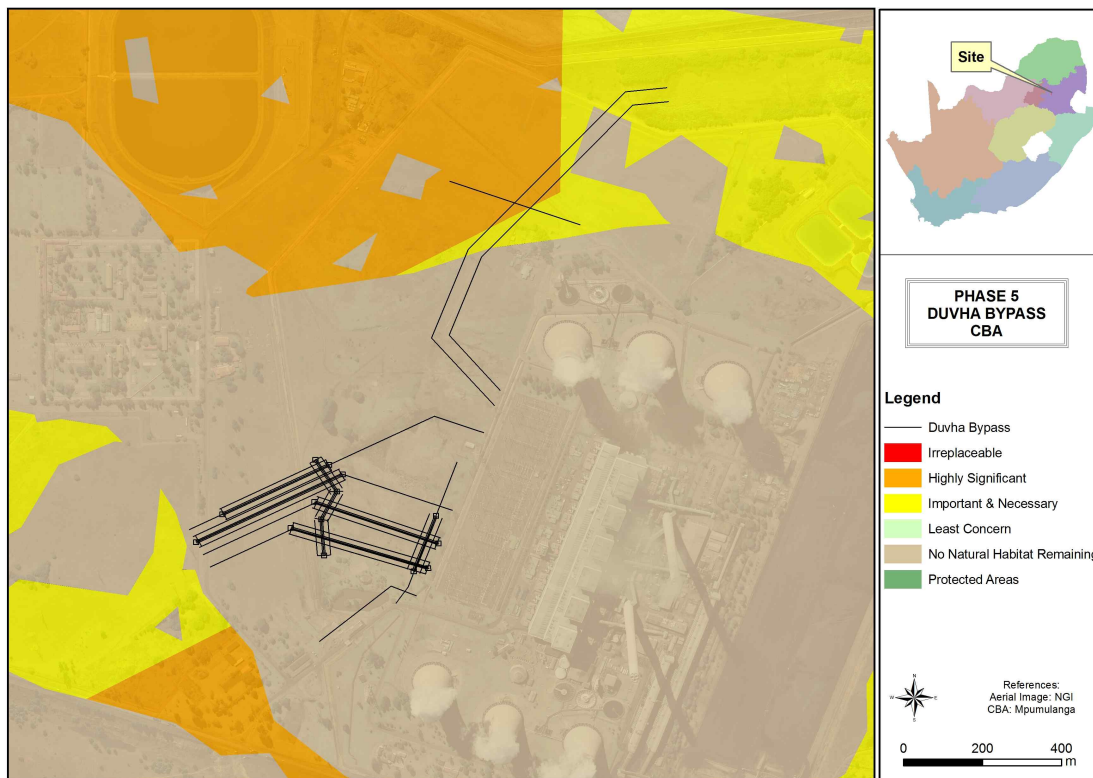 Site
PHASE 5
DUVHA BYPASS
CBA
Legend
Duvha Bypass
Irreplaceable
Highly Significant
Important & Necessary
Least Concern
No Natural Habitat Remaining
Protected Areas
N
W
E
S
References:
Aerial Image: NGI
CBA: Mpumulanga
0 200 400
m